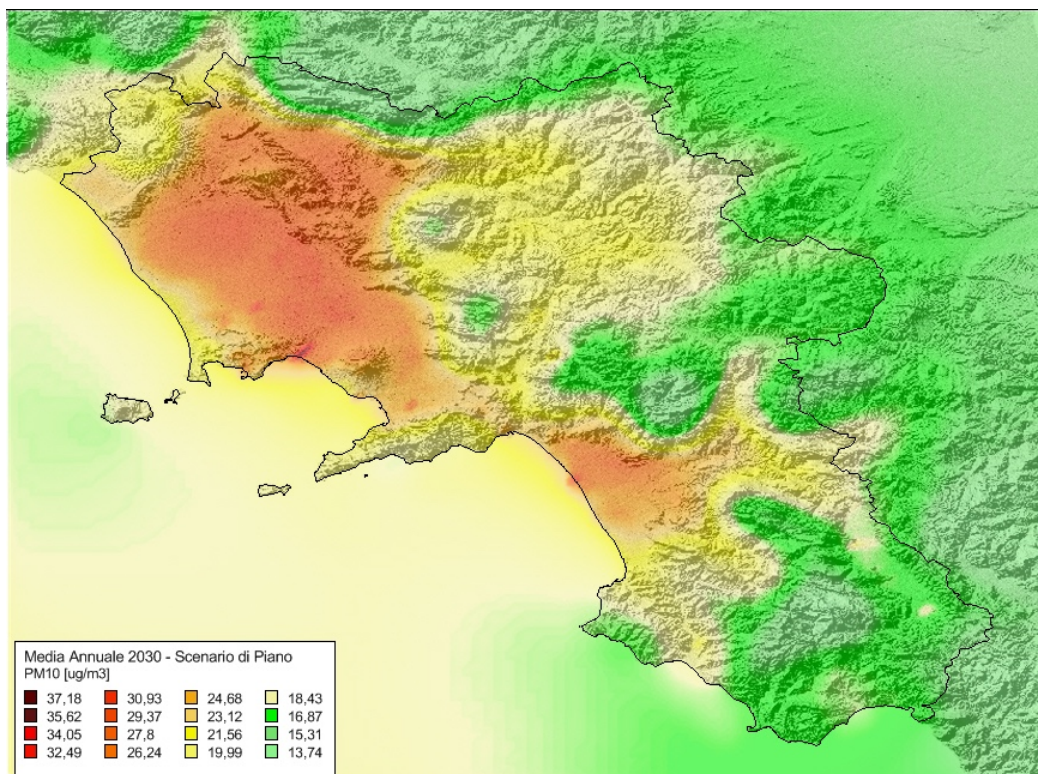 Media Annuale 2030 - Scenario di Piano
PM10 [ug/m3]
37,18 30,93 24,68 18,43
35,62 29,37 23,12 16,87
34,05 27,8 21,56 15,31
32,49 26,24 19,99 13,74